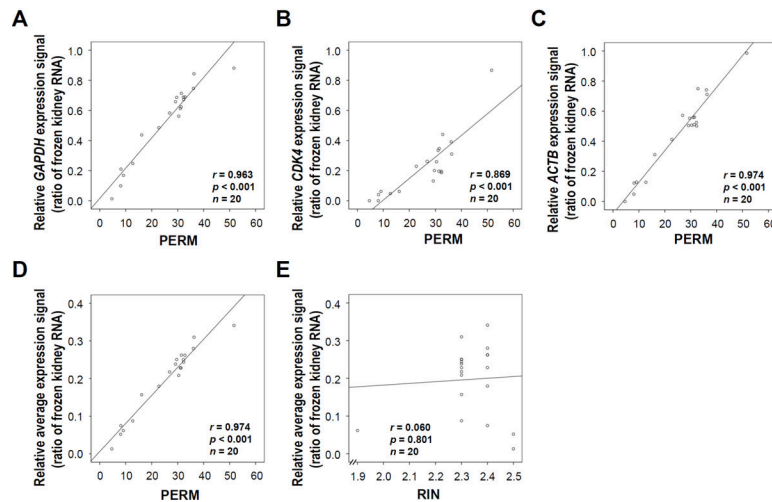 A
Relative GAPDH expression signal
(ratio of frozen kidney RNA)
1.0
0.8
0.6
0.4
0.2
0.0
r = 0.963
p < 0.001
n = 20
0 10 20 30 40 50 60
PERM
B
Relative CDK4 expression signal
(ratio of frozen kidney RNA)
1.0
0.8
0.6
0.4
0.2
0.0
r = 0.869
p < 0.001
n = 20
0 10 20 30 40 50 60
PERM
C
Relative ACTB expression signal
(ratio of frozen kidney RNA)
1.0
0.8
0.6
0.4
0.2
0.0
r = 0.974
p < 0.001
n = 20
0 10 20 30 40 50 60
PERM
D
Relative average expression signal
(ratio of frozen kidney RNA)
0.4
0.3
0.2
0.1
0.0
r = 0.974
p < 0.001
n = 20
0 10 20 30 40 50 60
PERM
E
Relative average expression signal
(ratio of frozen kidney RNA)
0.4
0.3
0.2
0.1
0.0
r = 0.060
p = 0.801
n = 20
1.9 2.0 2.1 2.2 2.3 2.4 2.5
RIN